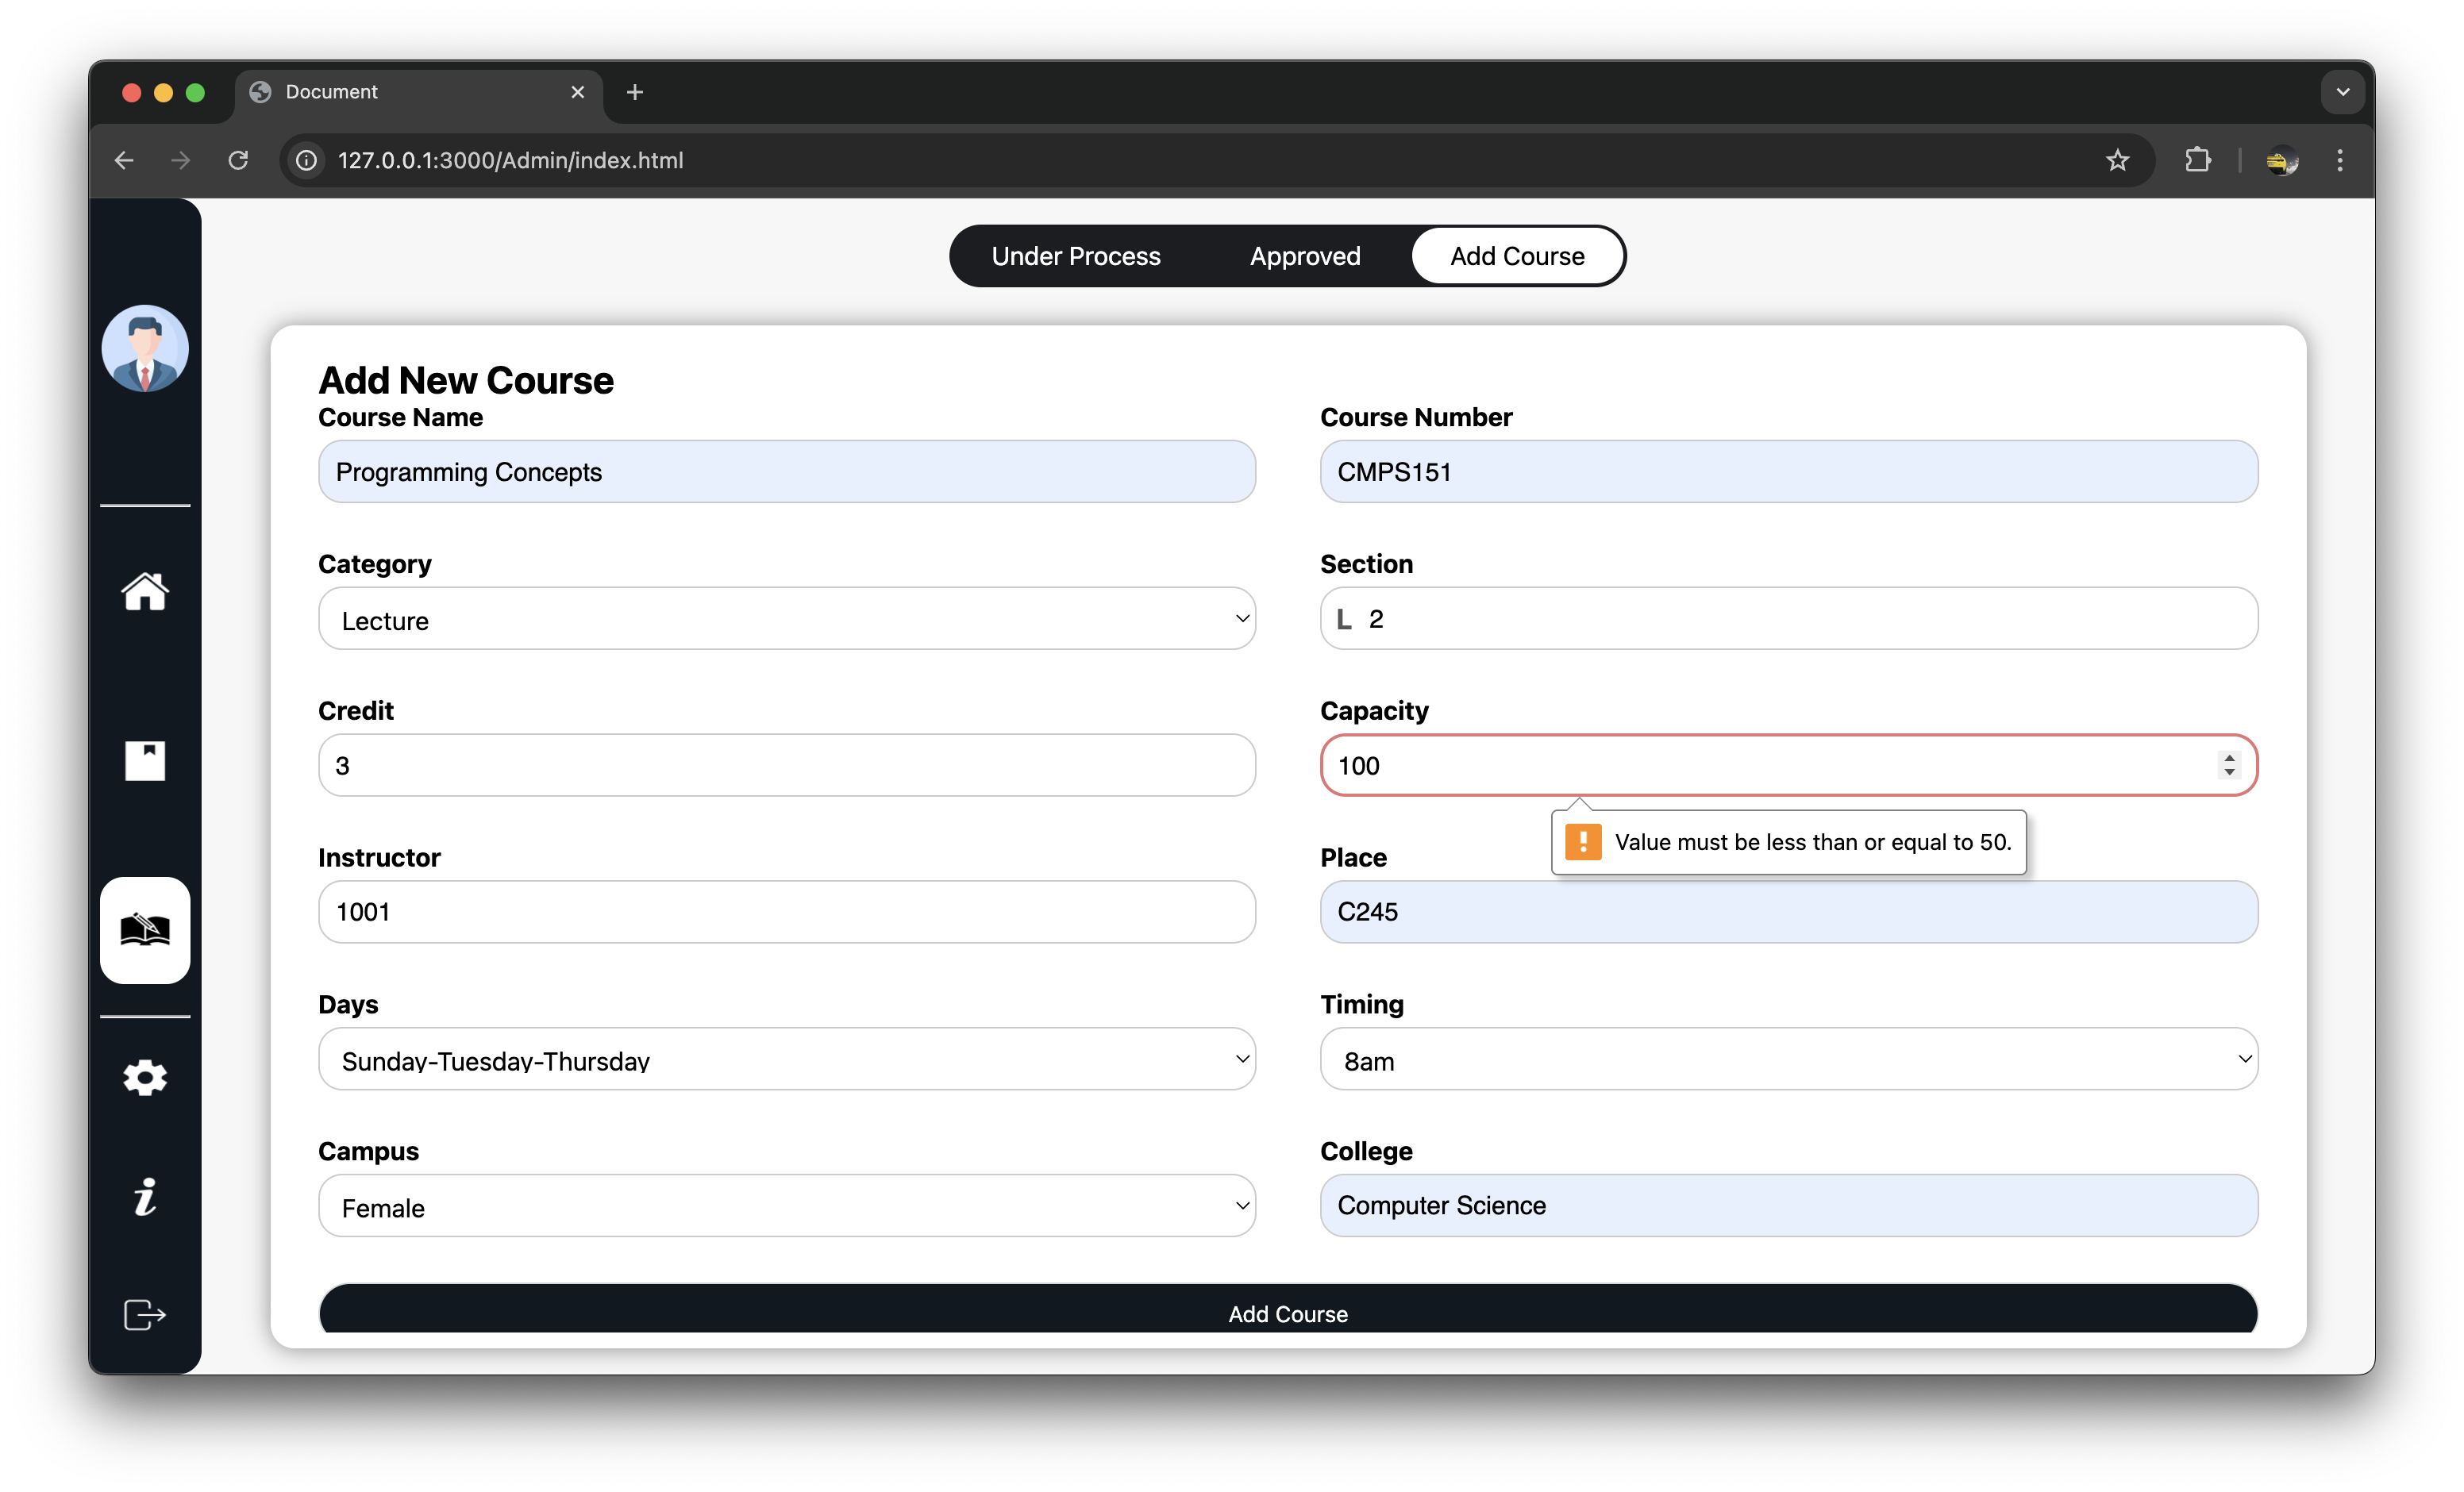 Document
127.0.0.1:3000/Admin/index.html
Under Process Approved Add Course
Add New Course
Course Name Course Number
Programming Concepts CMPS151
Category Section
Lecture L 2
Credit Capacity
3 100
Value must be less than or equal to 50.
Instructor Place
1001 C245
Days Timing
Sunday-Tuesday-Thursday 8am
Campus College
Female Computer Science
Add Course